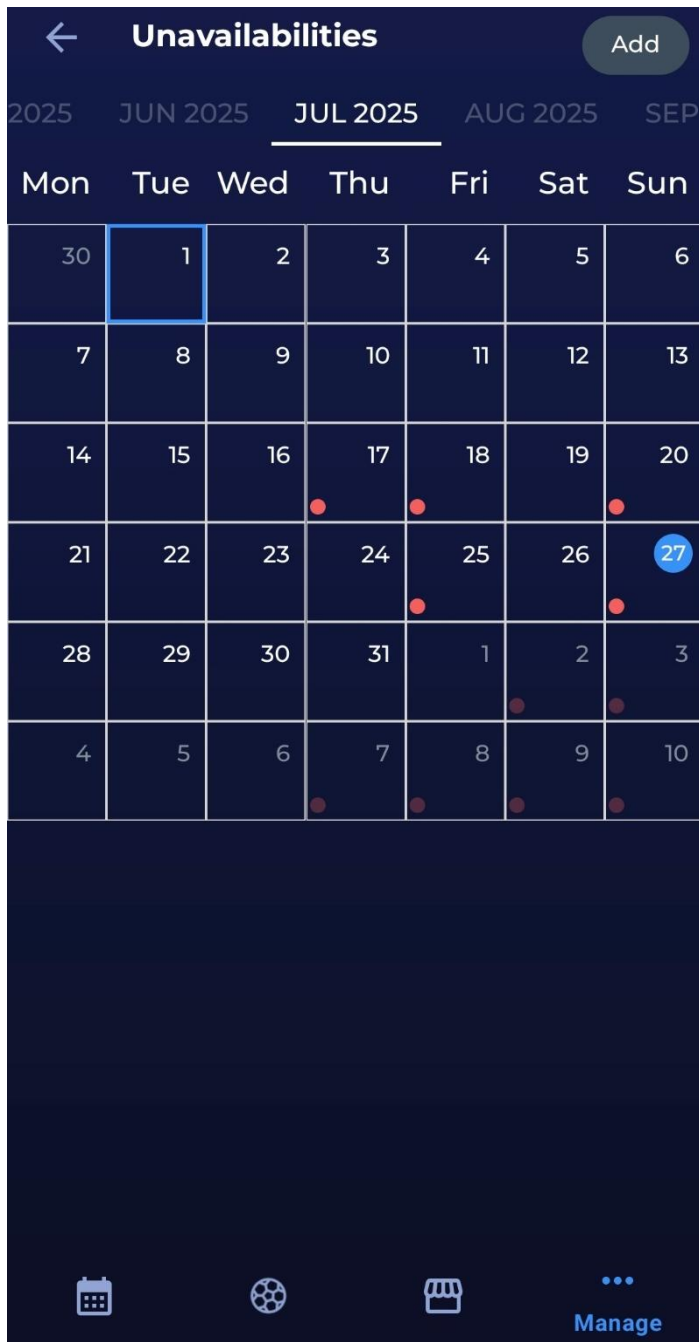 Unavailabilities
Add
2025 JUN 2025 JUL 2025 AUG 2025 SEP
Mon Tue Wed Thu Fri Sat Sun
30 1 2 3 4 5 6
7 8 9 10 11 12 13
14 15 16 17 18 19 20
21 22 23 24 25 26 27
28 29 30 31 1 2 3
4 5 6 7 8 9 10
Manage